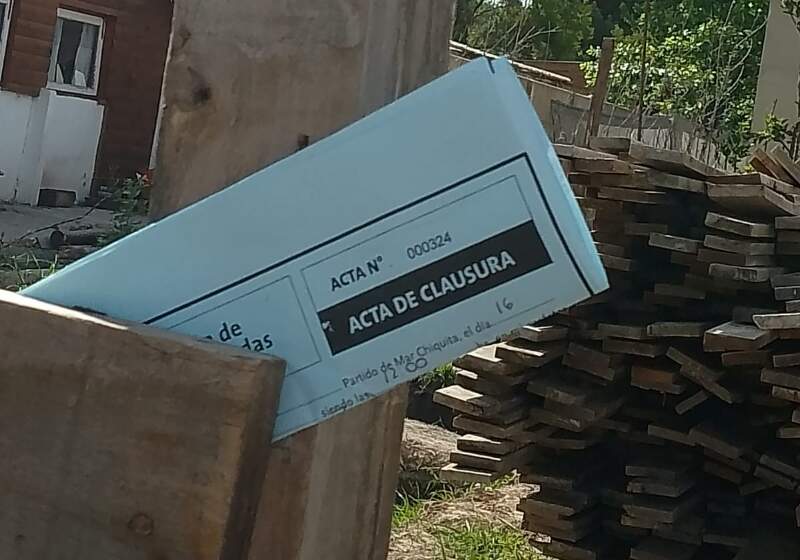 ACTA N° 000324
ACTA DE CLAUSURA
de
das
Partido de Mar Chiquita, el día 16
siendo las 12:00